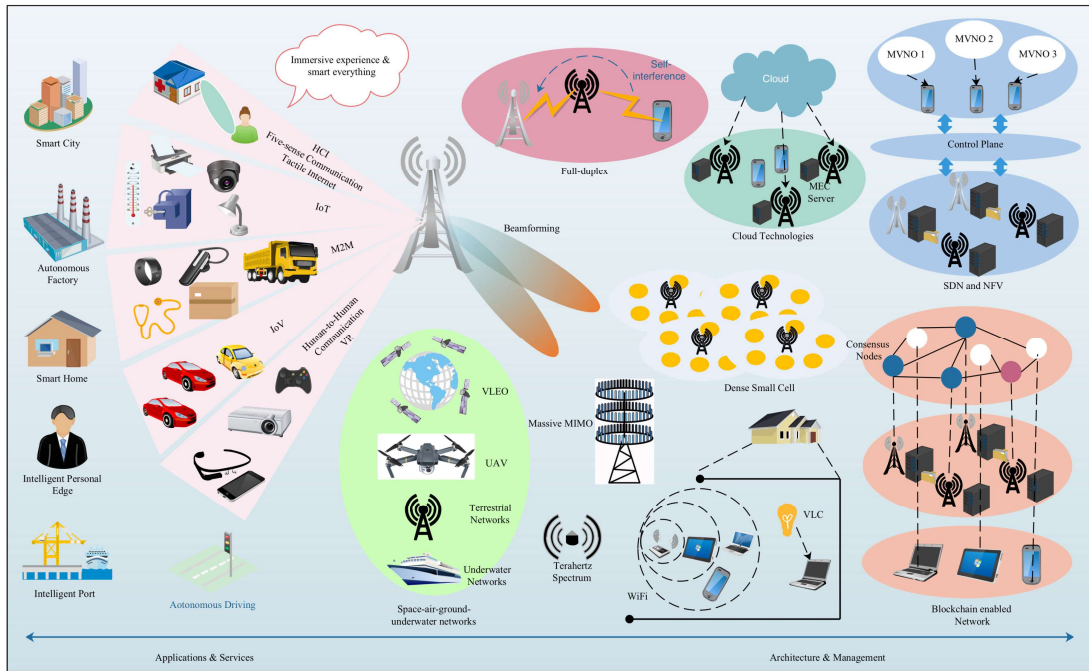 Immersive experience &
smart everything
Smart City
HCI
Five-sense Communication
Tactile Internet
IoT
M2M
IoV
Human-to-Human
Communication
VR
Autonomous
Factory
Smart Home
Intelligent Personal
Edge
Intelligent Port
Aotonomous Driving
Beamforming
Self-
interference
Full-duplex
Cloud
MEC
Server
Cloud Technologies
MVNO 1
MVNO 2
MVNO 3
Control Plane
SDN and NFV
VLEO
UAV
Terrestrial
Networks
Underwater
Networks
Space-air-ground-
underwater networks
Dense Small Cell
Massive MIMO
Terahertz
Spectrum
WiFi
VLC
Consensus
Nodes
Blockchain enabled
Network
Applications & Services
Architecture & Management